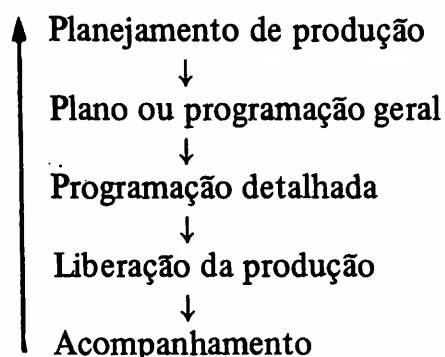 Planejamento de produção
Plano ou programação geral
Programação detalhada
Liberação da produção
Acompanhamento